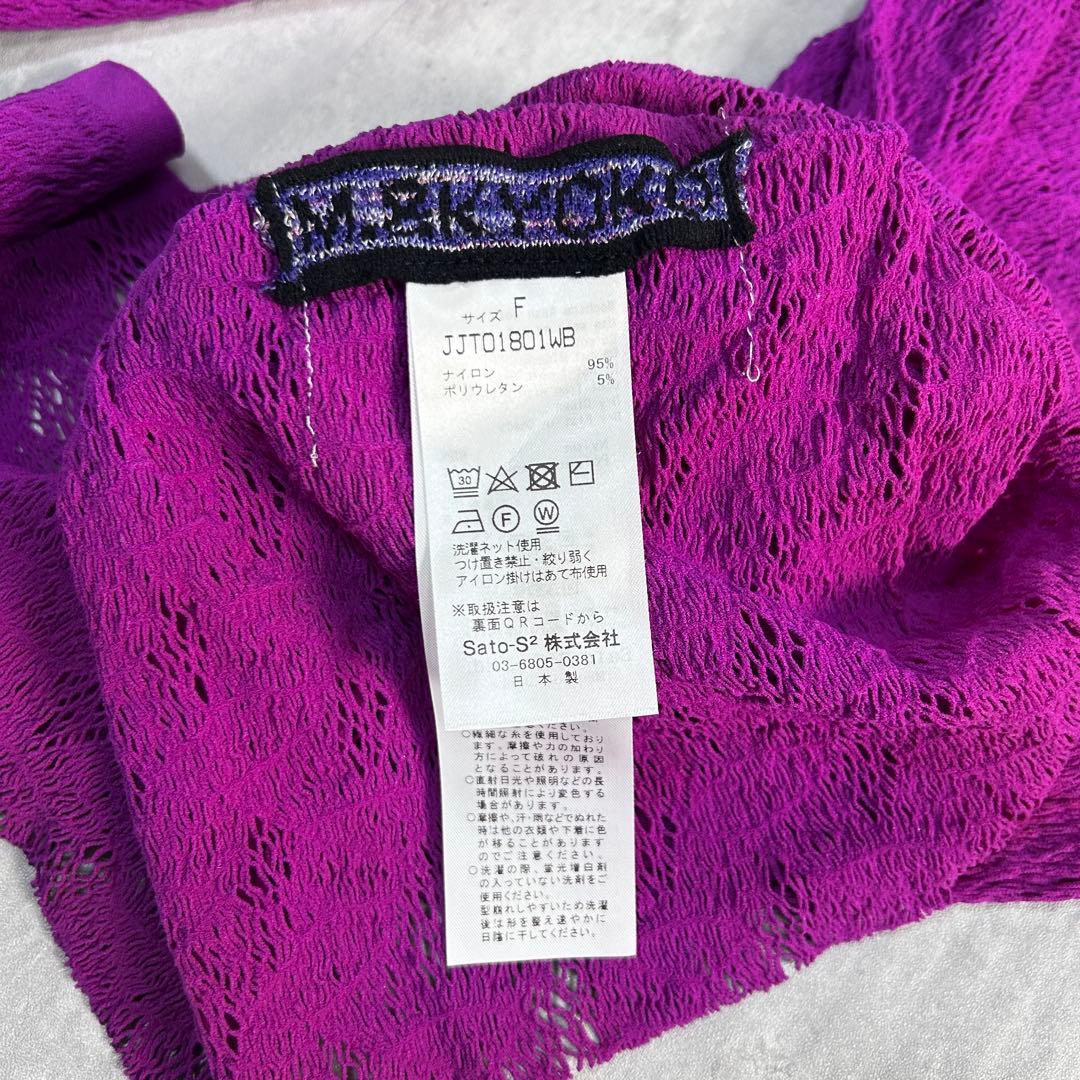 M.&KYOKO
サイズ F
JJT01801WB
ナイロン 95%
ポリウレタン 5%
30
F
W
洗濯ネット使用
つけ置き禁止・絞り弱く
アイロン掛けはあて布使用
※取扱注意は
裏面QRコードから
Sato-S² 株式会社
03-6805-0381
日本製
ください。
○繊細な糸を使用しており
ます。摩擦や力の加わり
方によって破れの原因
となることがあります。
○直射日光や照明などの長
時間照射により変色する
場合があります。
○摩擦や、汗・雨などでぬれた
時は他の衣類や下着に色
が移ることがあります
のでご注意ください。
○洗濯の際、蛍光増白剤
の入っていない洗剤をご
使用ください。
型崩れしやすいため洗濯
後は形を整え速やかに
日陰に干してください。